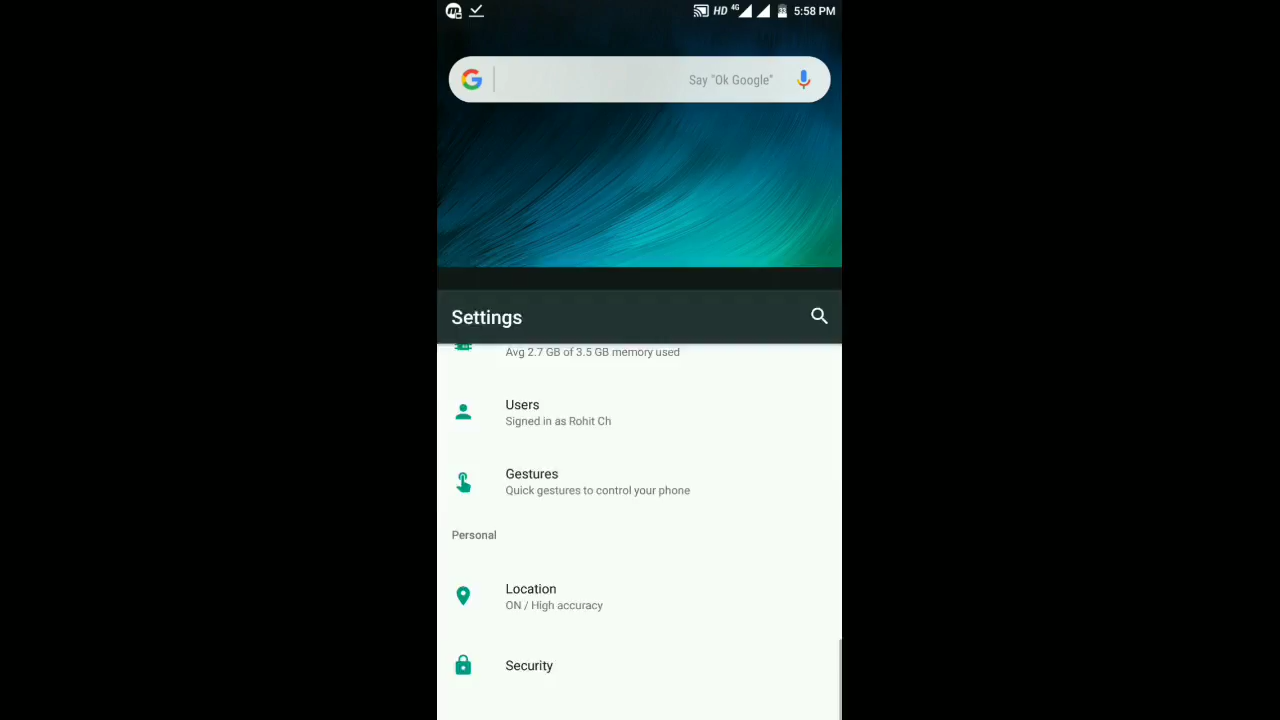 HD 4G 33 5:58 PM
G Say "Ok Google"
Settings
Avg 2.7 GB of 3.5 GB memory used
Users
Signed in as Rohit Ch
Gestures
Quick gestures to control your phone
Personal
Location
ON / High accuracy
Security